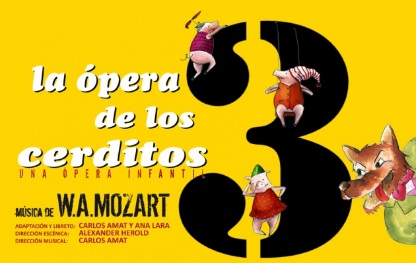 la ópera
de los
3
cerditos
UNA ÓPERA INFANTIL
MÚSICA DE W.A.MOZART
ADAPTACIÓN Y LIBRETO: CARLOS AMAT Y ANA LARA
DIRECCIÓN ESCÉNICA: ALEXANDER HEROLD
DIRECCIÓN MUSICAL: CARLOS AMAT